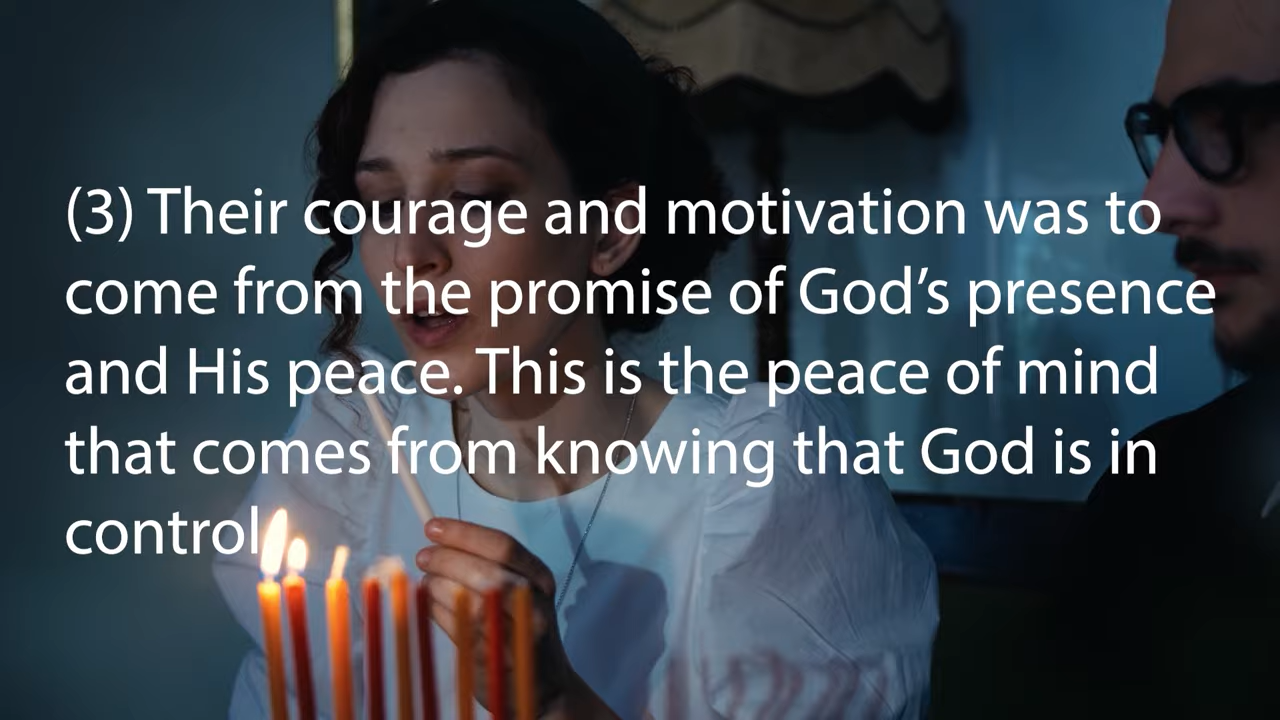 (3) Their courage and motivation was to
come from the promise of God’s presence
and His peace. This is the peace of mind
that comes from knowing that God is in
control